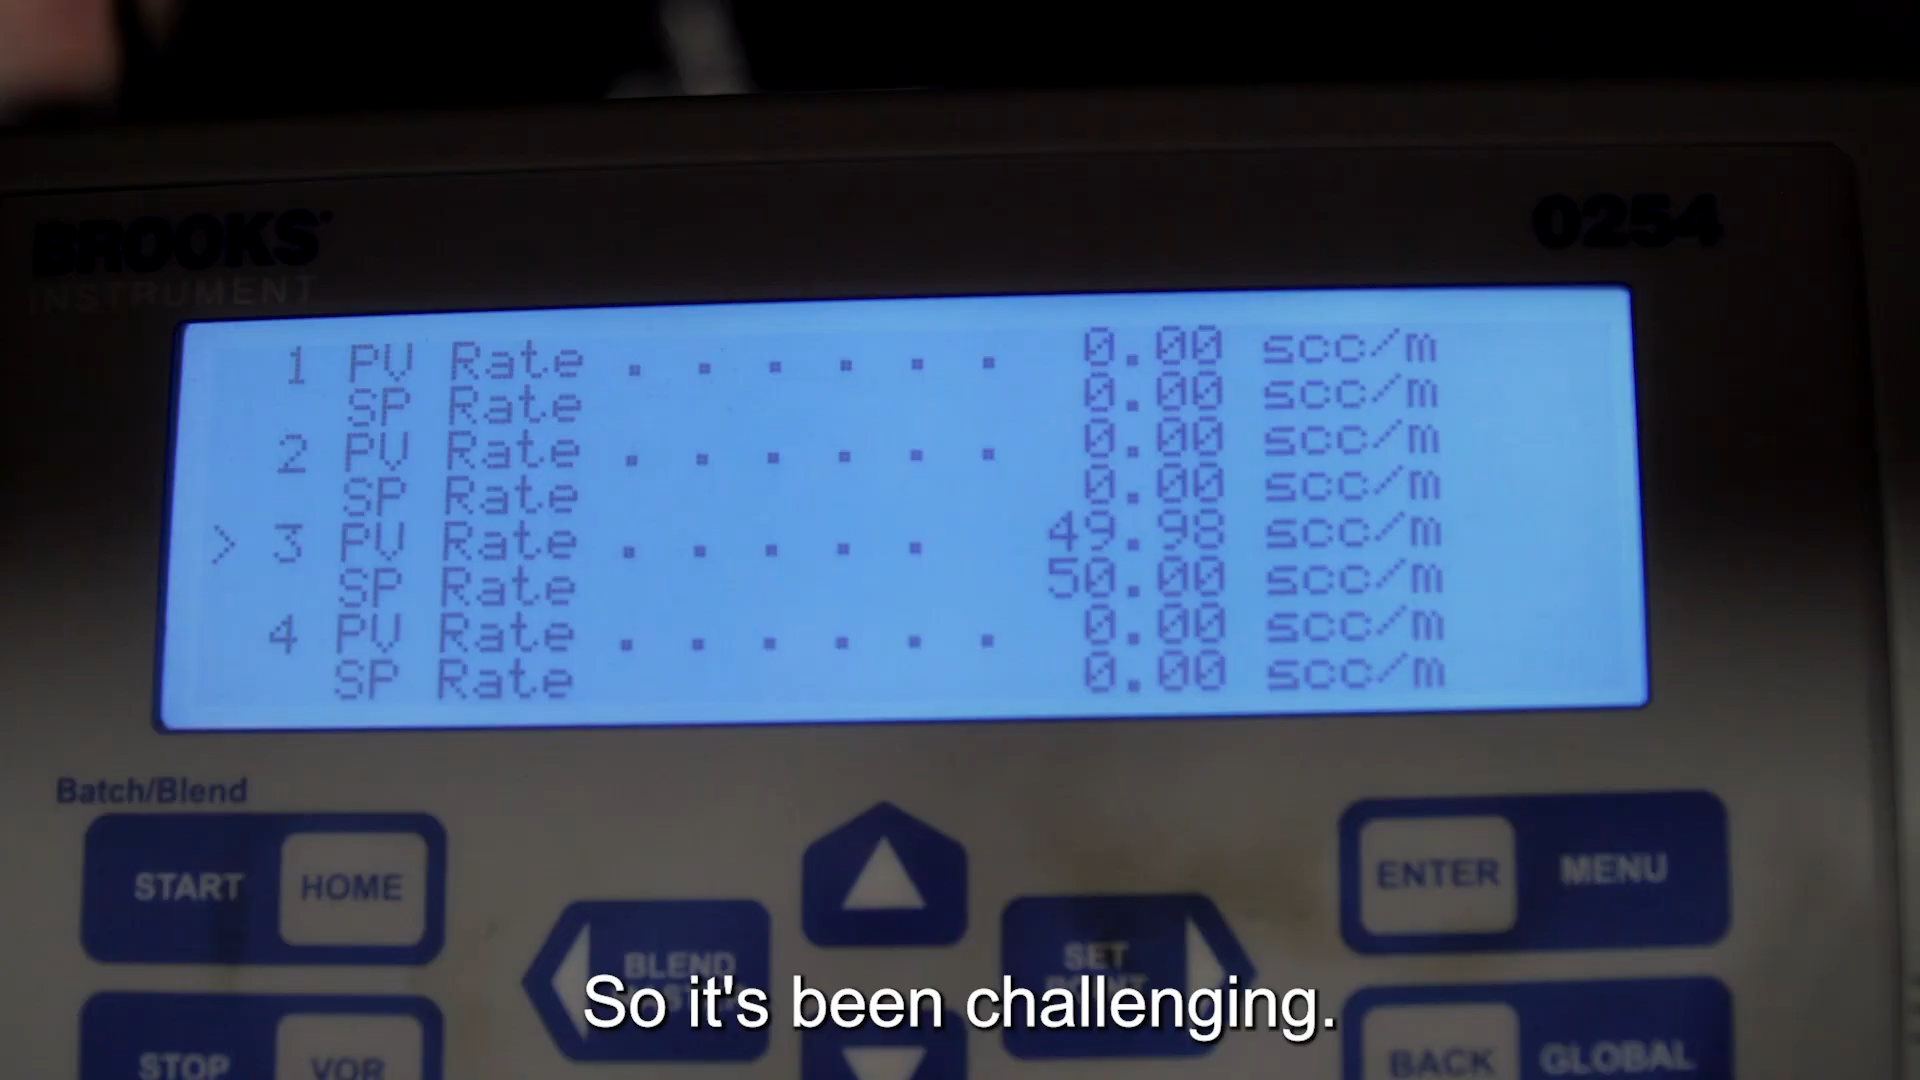 BROOKS
INSTRUMENT
0254
1 PV Rate . . . . . . 0.00 scc/m
SP Rate 0.00 scc/m
2 PV Rate . . . . . . 0.00 scc/m
SP Rate 0.00 scc/m
> 3 PV Rate . . . . . 49.98 scc/m
SP Rate 50.00 scc/m
4 PV Rate . . . . . . 0.00 scc/m
SP Rate 0.00 scc/m
Batch/Blend
START HOME
ENTER MENU
BLEND
SET
So it's been challenging.
STOP VOR
BACK GLOBAL